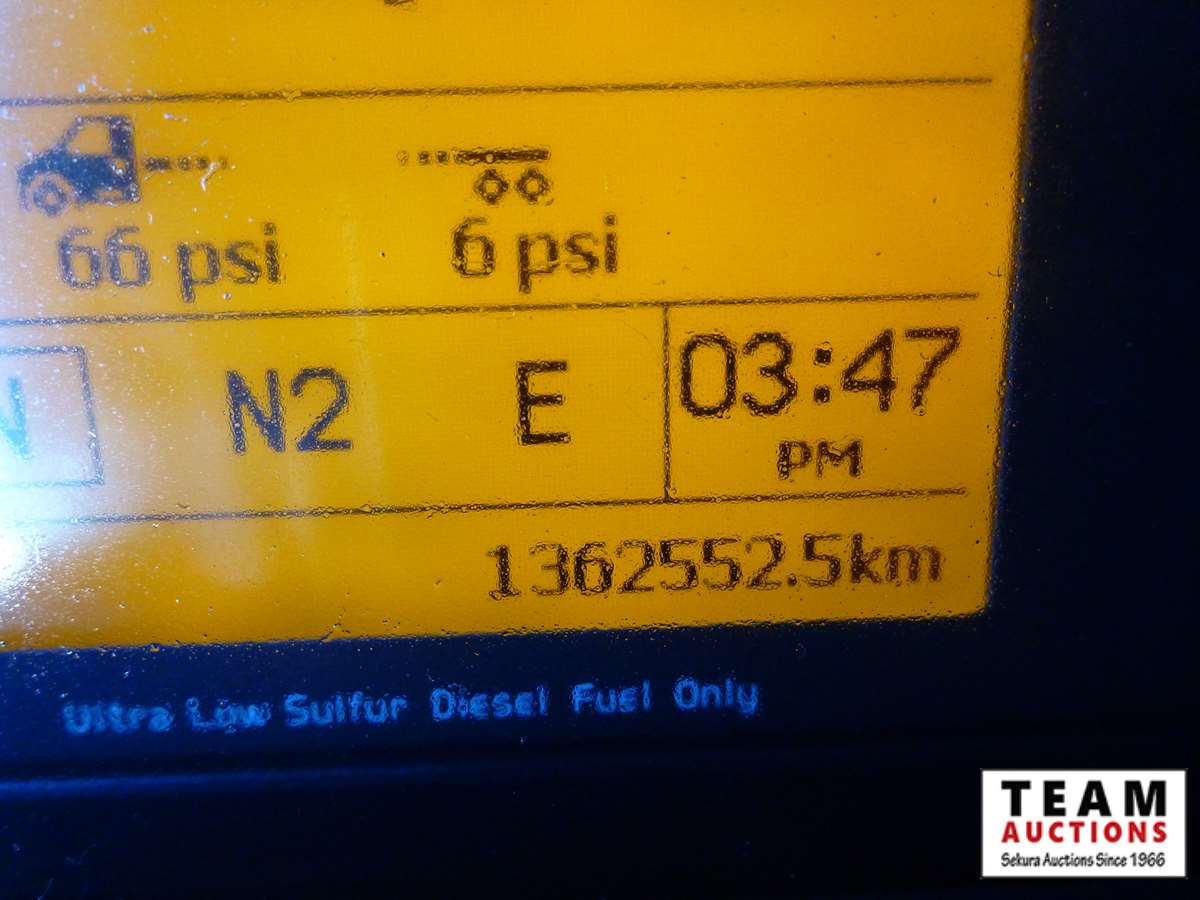 66 psi 6 psi
N N2 E 03:47
PM
1362552.5km
Ultra Low Sulfur Diesel Fuel Only
TEAM
AUCTIONS
Sekura Auctions Since 1966